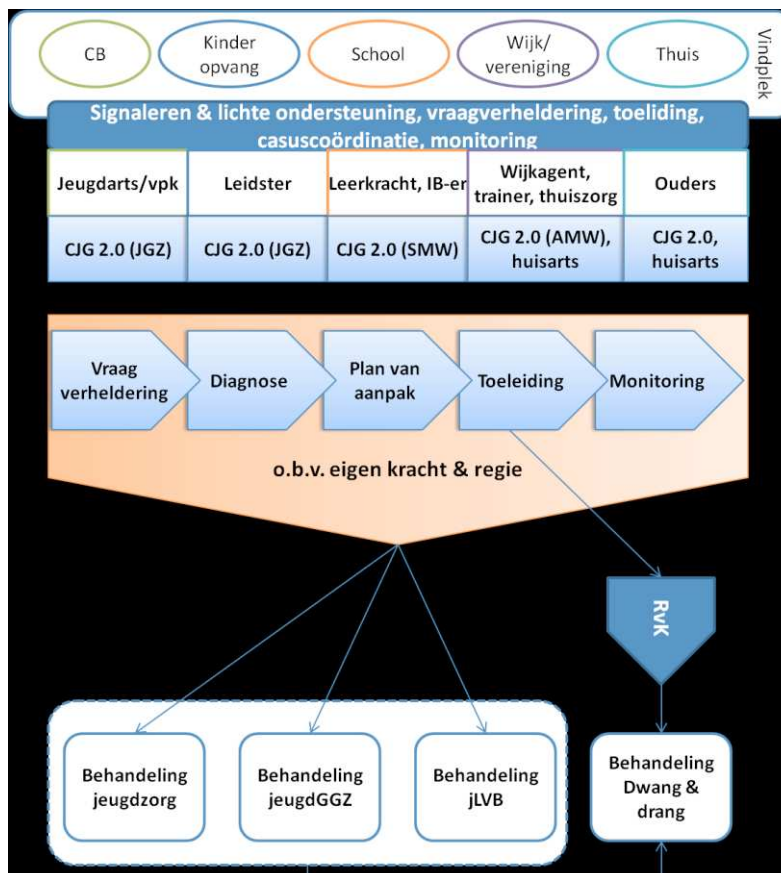 CB
Kinder
opvang
School
Wijk/
vereniging
Thuis
Vindplek
Signaleren & lichte ondersteuning, vraagverheldering, toeliding,
casuscoördinatie, monitoring
Jeugdarts/vpk
Leidster
Leerkracht, IB-er
Wijkagent,
trainer, thuiszorg
Ouders
CJG 2.0 (JGZ)
CJG 2.0 (JGZ)
CJG 2.0 (SMW)
CJG 2.0 (AMW),
huisarts
CJG 2.0,
huisarts
Vraag
verheldering
Diagnose
Plan van
aanpak
Toeleiding
Monitoring
o.b.v. eigen kracht & regie
RvK
Behandeling
jeugdzorg
Behandeling
jeugdGGZ
Behandeling
jLVB
Behandeling
Dwang &
drang